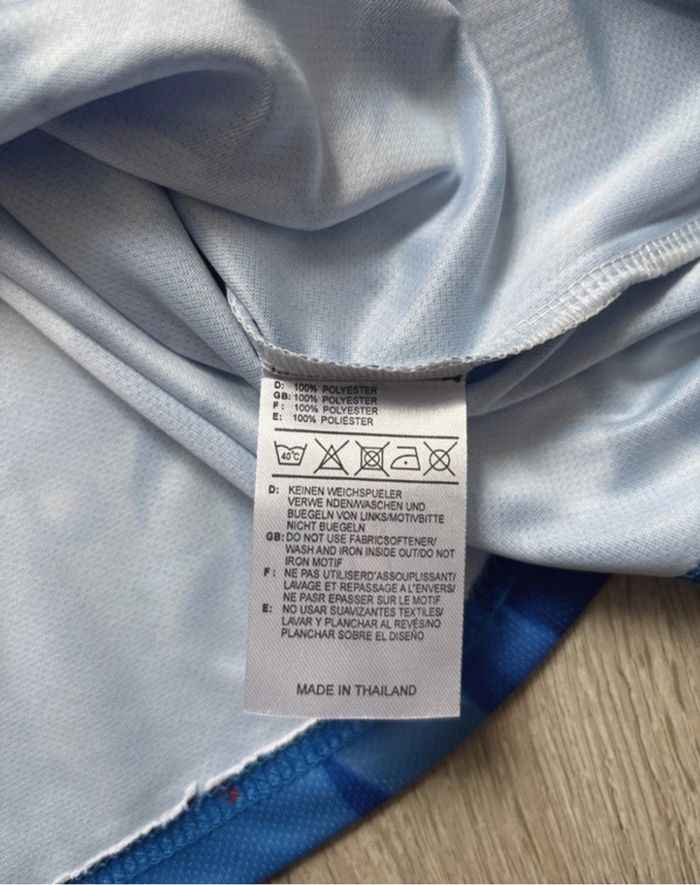 D: 100% POLYESTER
GB: 100% POLYESTER
F: 100% POLYESTER
E: 100% POLIÉSTER
40°C
D: KEINEN WEICHSPUELER
VERWE NDEN/WASCHEN UND
BUEGELN VON LINKS/MOTIVBITTE
NICHT BUEGELN
GB: DO NOT USE FABRICSOFTENER/
WASH AND IRON INSIDE OUT/DO NOT
IRON MOTIF
F: NE PAS UTILISERD'ASSOUPLISSANT/
LAVAGE ET REPASSAGE A L'ENVERS/
NE PASR EPASSER SUR LE MOTIF
E: NO USAR SUAVIZANTES TEXTILES/
LAVAR Y PLANCHAR AL REVÉS/NO
PLANCHAR SOBRE EL DISEÑO
MADE IN THAILAND